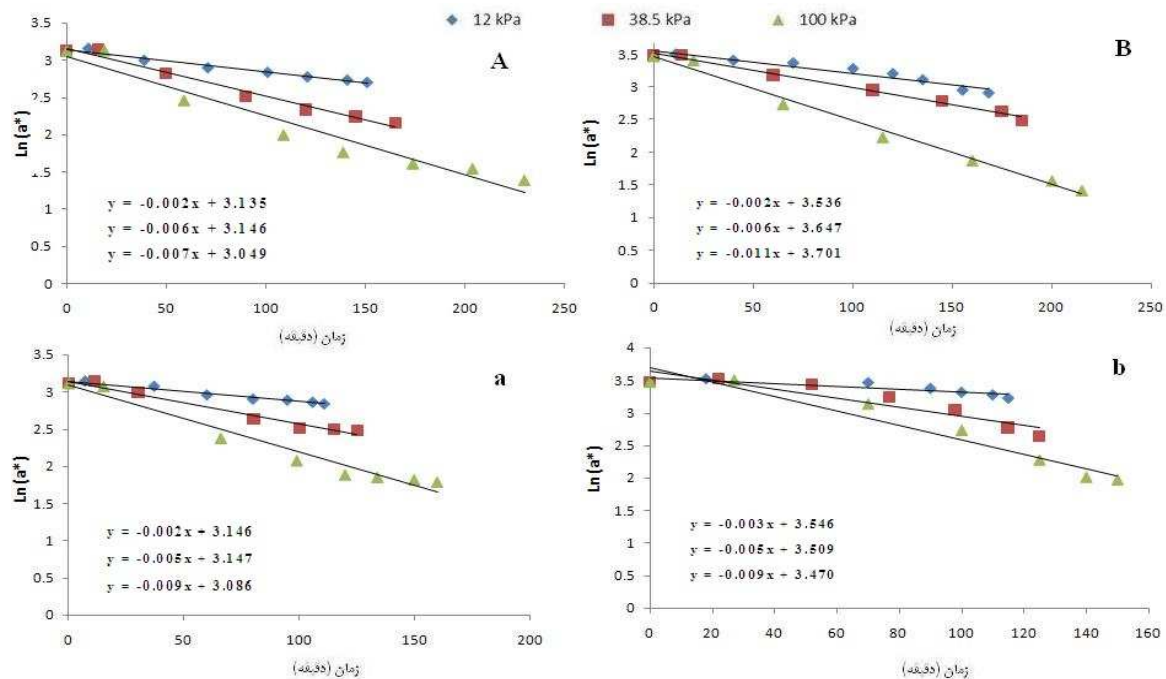 12 kPa 38.5 kPa 100 kPa
A
Ln (a*)
3.5
3
2.5
2
1.5
1
0.5
0
y = -0.002x + 3.135
y = -0.006x + 3.146
y = -0.007x + 3.049
0 50 100 150 200 250
زمان (دقیقه)
B
Ln (a*)
3.5
3
2.5
2
1.5
1
0.5
0
y = -0.002x + 3.536
y = -0.006x + 3.647
y = -0.011x + 3.701
0 50 100 150 200 250
زمان (دقیقه)
a
Ln (a*)
3.5
3
2.5
2
1.5
1
0.5
0
y = -0.002x + 3.146
y = -0.005x + 3.147
y = -0.009x + 3.086
0 50 100 150 200
زمان (دقیقه)
b
Ln (a*)
4
3.5
3
2.5
2
1.5
1
0.5
0
y = -0.003x + 3.546
y = -0.005x + 3.509
y = -0.009x + 3.470
0 20 40 60 80 100 120 140 160
زمان (دقیقه)